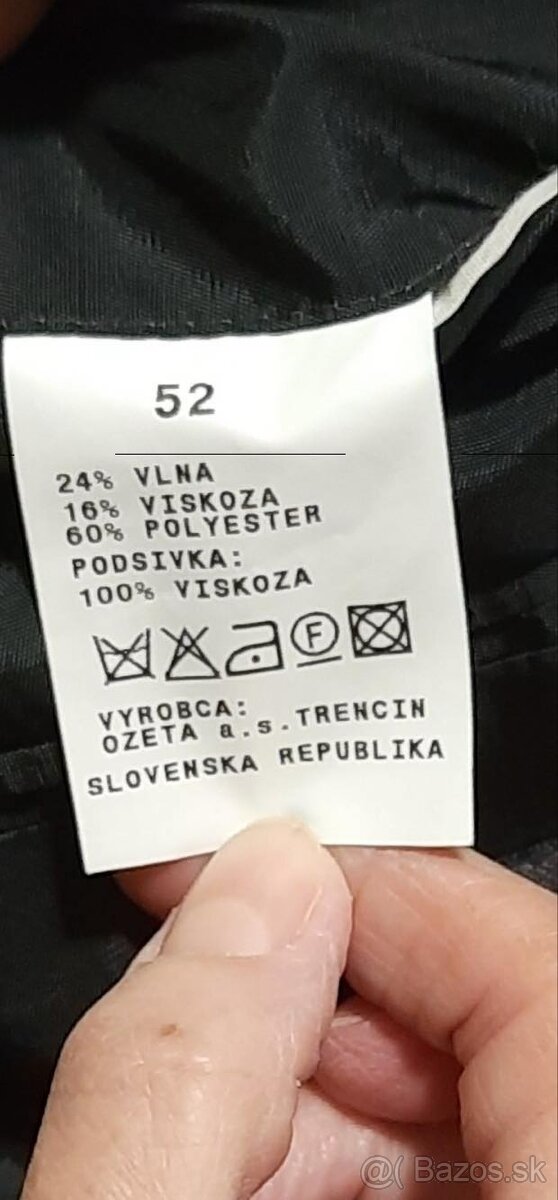 52
24% VLNA
16% VISKOZA
60% POLYESTER
PODSIVKA:
100% VISKOZA
F
VYROBCA:
OZETA a.s. TRENCIN
SLOVENSKA REPUBLIKA
@( Bazos.sk